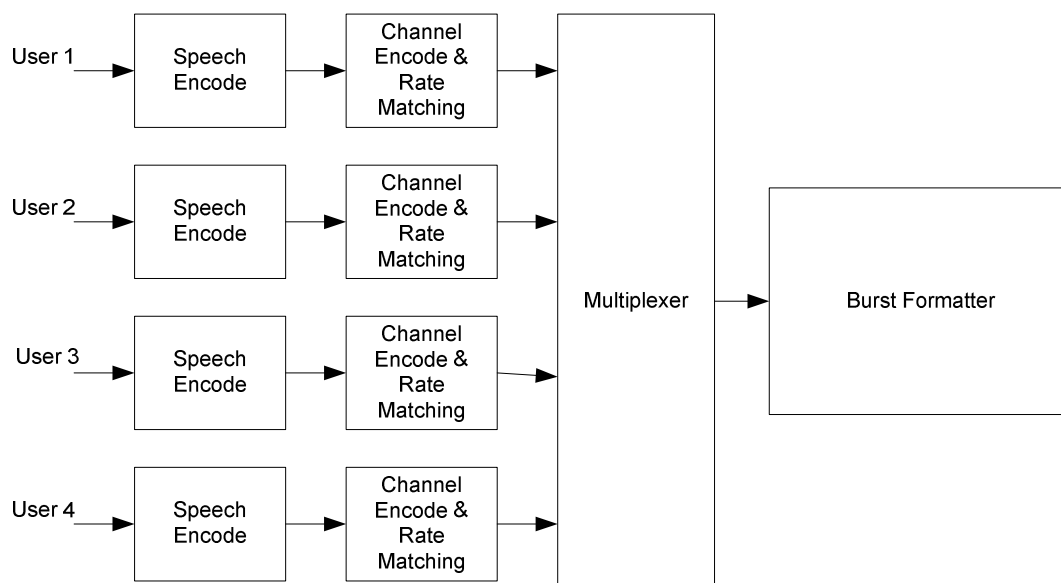 User 1
Speech
Encode
Channel
Encode &
Rate
Matching
User 2
Speech
Encode
Channel
Encode &
Rate
Matching
Multiplexer
Burst Formatter
User 3
Speech
Encode
Channel
Encode &
Rate
Matching
User 4
Speech
Encode
Channel
Encode &
Rate
Matching